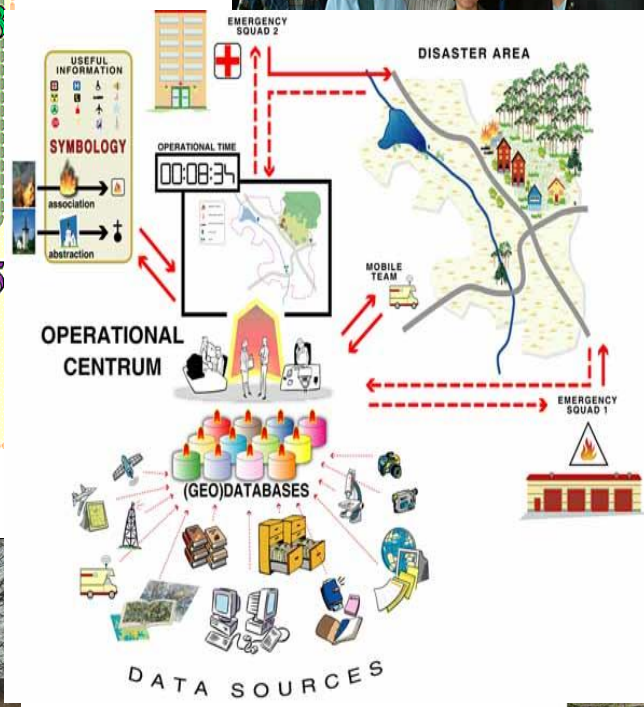 EMERGENCY
SQUAD 2
DISASTER AREA
USEFUL
INFORMATION
SYMBOLOGY
association
abstraction
OPERATIONAL TIME
00:08:34
MOBILE
TEAM
OPERATIONAL
CENTRUM
EMERGENCY
SQUAD 1
(GEO)DATABASES
DATA SOURCES